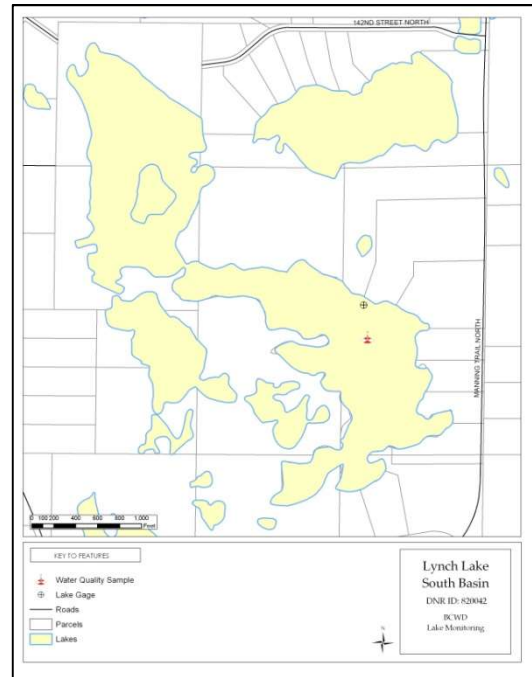 142ND STREET NORTH
MANNING TRAIL NORTH
0 100 200 400 600 800 1,000
Feet
KEY TO FEATURES
Water Quality Sample
Lake Gage
Roads
Parcels
Lakes
Lynch Lake
South Basin
DNR ID: 820042
BCWD
Lake Monitoring
N